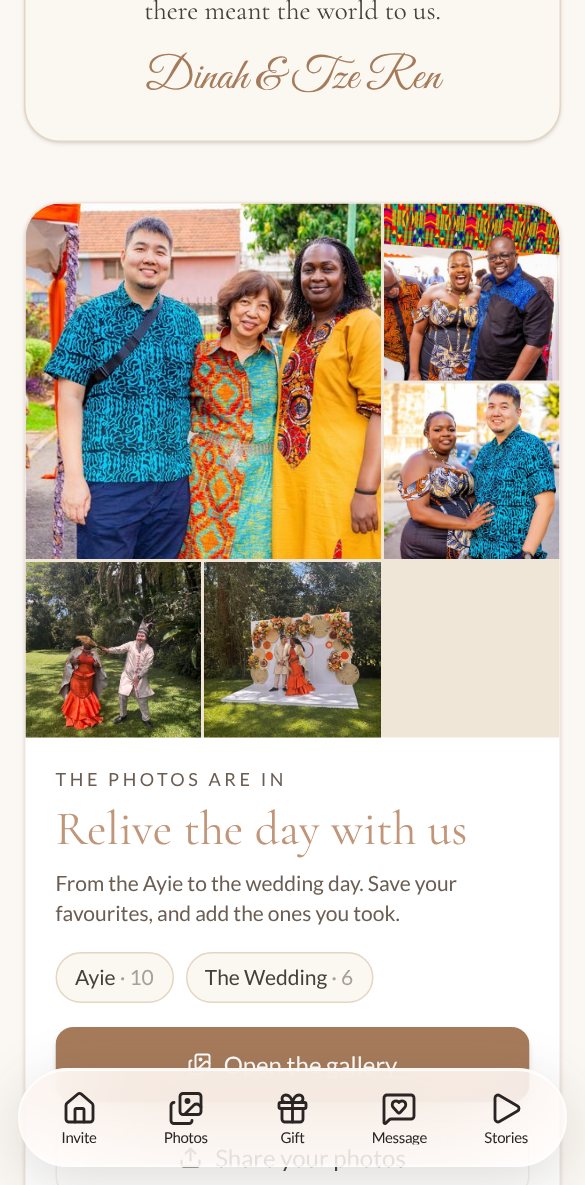 there meant the world to us.
Dinah & Tze Ren
THE PHOTOS ARE IN
Relive the day with us
From the Ayie to the wedding day. Save your
favourites, and add the ones you took.
Ayie · 10
The Wedding · 6
Open the gallery
Invite
Photos
Gift
Message
Stories
Share your photos